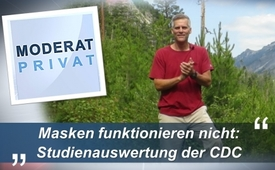 MODERAT
PRIVAT
Masken funktionieren nicht:
„ Studienauswertung der CDC “